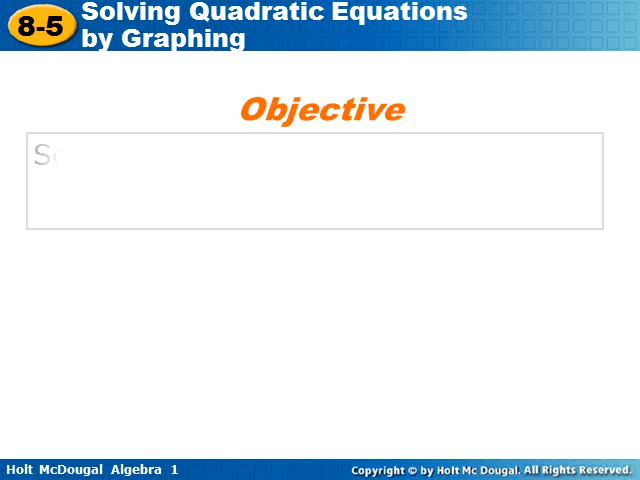 8-5
Solving Quadratic Equations
by Graphing
Objective
Holt McDougal Algebra 1
Copyright © by Holt Mc Dougal. All Rights Reserved.